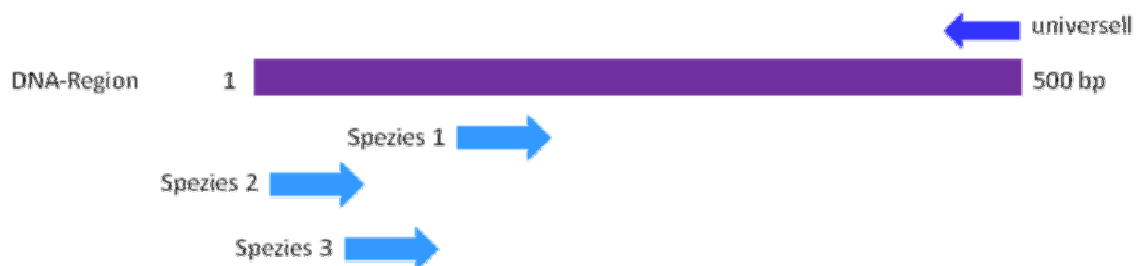 universell
DNA-Region 1 500 bp
Spezies 1
Spezies 2
Spezies 3